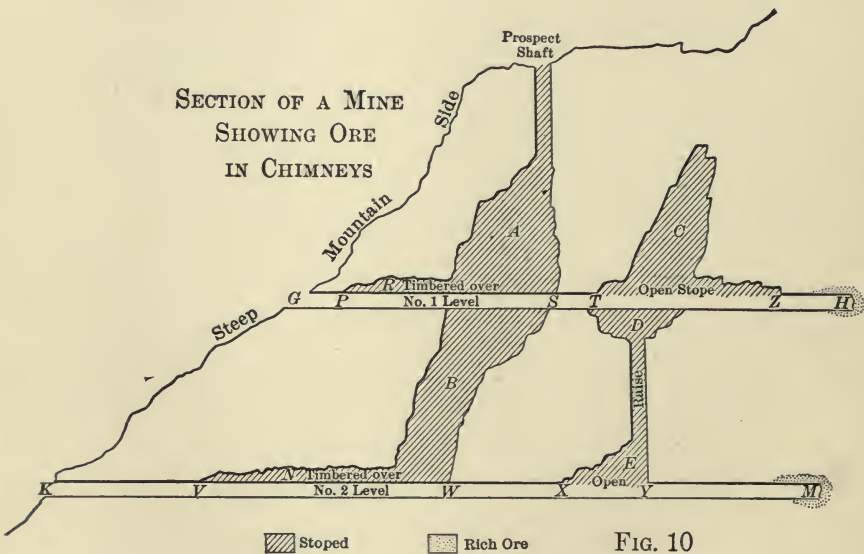 Prospect
Shaft
SECTION OF A MINE
SHOWING ORE
IN CHIMNEYS
Steep Mountain Side
A
C
R Timbered over
Open Stope
G P No. 1 Level S T Z H
D
B
Raise
E
N Timbered over
Open
K V No. 2 Level W X Y M
Stoped
Rich Ore
FIG. 10